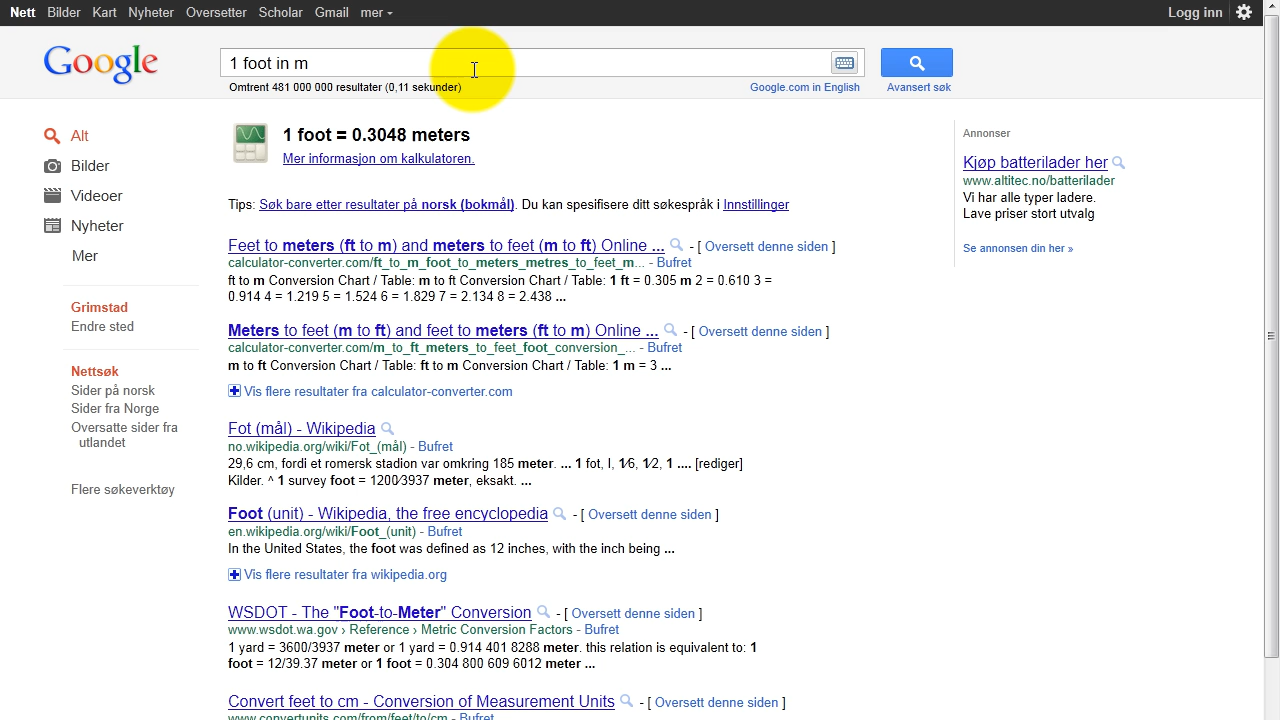 Nett Bilder Kart Nyheter Oversetter Scholar Gmail mer Logg inn
Google
1 foot in m
Omtrent 481 000 000 resultater (0,11 sekunder)
Google.com in English
Avansert søk
Alt
Bilder
Videoer
Nyheter
Mer
Grimstad
Endre sted
Nettsøk
Sider på norsk
Sider fra Norge
Oversatte sider fra
utlandet
Flere søkeverktøy
1 foot = 0.3048 meters
Mer informasjon om kalkulatoren.
Tips: Søk bare etter resultater på norsk (bokmål). Du kan spesifisere ditt søkespråk i Innstillinger
Feet to meters (ft to m) and meters to feet (m to ft) Online ... - [ Oversett denne siden ]
calculator-converter.com/ft_to_m_foot_to_meters_metres_to_feet_m... - Bufret
ft to m Conversion Chart / Table: m to ft Conversion Chart / Table: 1 ft = 0.305 m 2 = 0.610 3 =
0.914 4 = 1.219 5 = 1.524 6 = 1.829 7 = 2.134 8 = 2.438 ...
Meters to feet (m to ft) and feet to meters (ft to m) Online ... - [ Oversett denne siden ]
calculator-converter.com/m_to_ft_meters_to_feet_foot_conversion_... - Bufret
m to ft Conversion Chart / Table: ft to m Conversion Chart / Table: 1 m = 3 ...
Vis flere resultater fra calculator-converter.com
Fot (mål) - Wikipedia
no.wikipedia.org/wiki/Fot_(mål) - Bufret
29,6 cm, fordi et romersk stadion var omkring 185 meter. ... 1 fot, l, 1⁄6, 1⁄2, 1 .... [rediger]
Kilder. ^ 1 survey foot = 1200⁄3937 meter, eksakt. ...
Foot (unit) - Wikipedia, the free encyclopedia - [ Oversett denne siden ]
en.wikipedia.org/wiki/Foot_(unit) - Bufret
In the United States, the foot was defined as 12 inches, with the inch being ...
Vis flere resultater fra wikipedia.org
WSDOT - The "Foot-to-Meter" Conversion - [ Oversett denne siden ]
www.wsdot.wa.gov › Reference › Metric Conversion Factors - Bufret
1 yard = 3600/3937 meter or 1 yard = 0.914 401 8288 meter. this relation is equivalent to: 1
foot = 12/39.37 meter or 1 foot = 0.304 800 609 6012 meter ...
Convert feet to cm - Conversion of Measurement Units - [ Oversett denne siden ]
www.convertunits.com/from/feet/to/cm - Bufret
Annonser
Kjøp batterilader her
www.altitec.no/batterilader
Vi har alle typer ladere.
Lave priser stort utvalg
Se annonsen din her »